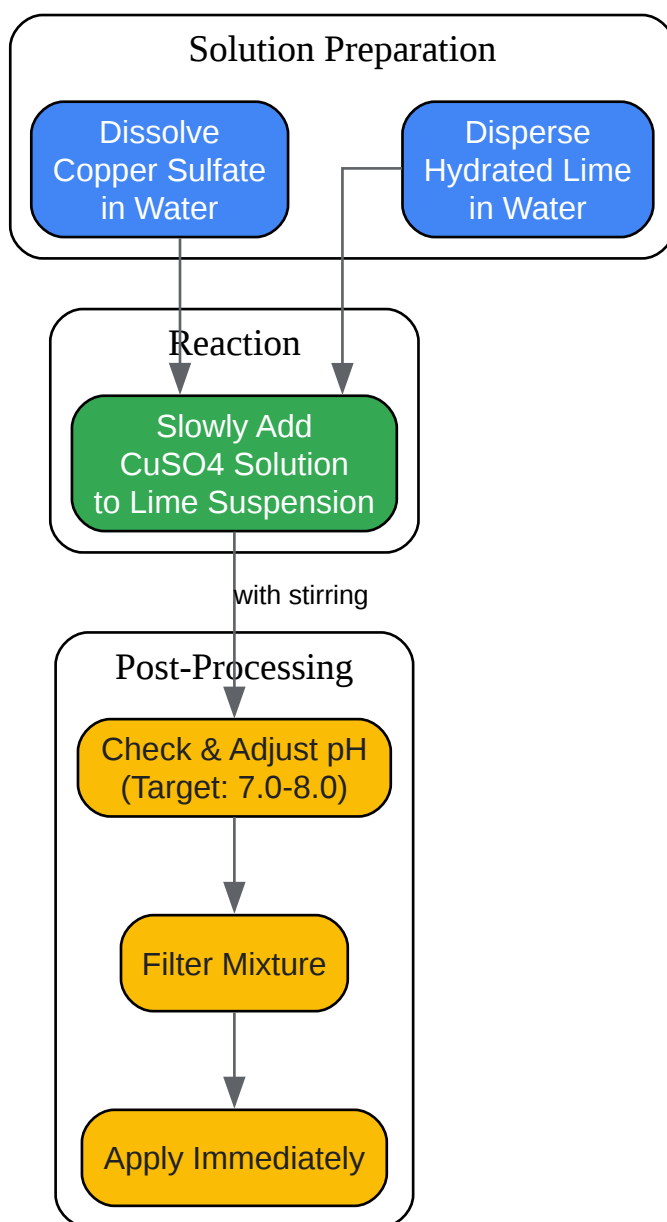 Solution Preparation
Dissolve
Copper Sulfate
in Water
Disperse
Hydrated Lime
in Water
Reaction
Slowly Add
CuSO4 Solution
to Lime Suspension
with stirring
Post-Processing
Check & Adjust pH
(Target: 7.0-8.0)
Filter Mixture
Apply Immediately